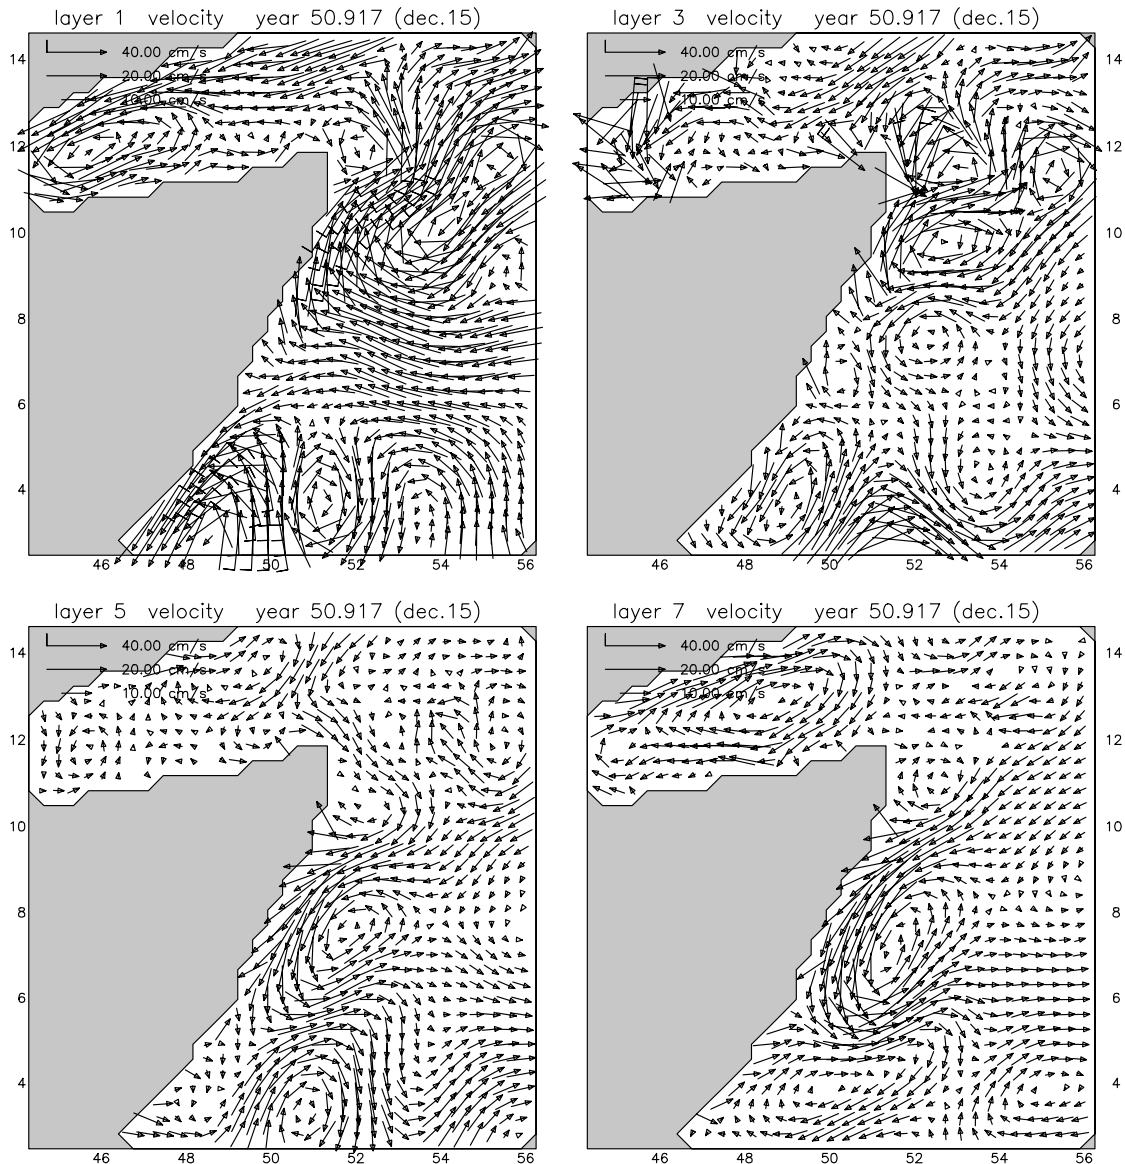 layer 1 velocity year 50.917 (dec.15)
40.00 cm/s
20.00 cm/s
10.00 cm/s
14
12
10
8
6
4
46 48 50 52 54 56
layer 3 velocity year 50.917 (dec.15)
40.00 cm/s
20.00 cm/s
10.00 cm/s
14
12
10
8
6
4
46 48 50 52 54 56
layer 5 velocity year 50.917 (dec.15)
40.00 cm/s
20.00 cm/s
10.00 cm/s
14
12
10
8
6
4
46 48 50 52 54 56
layer 7 velocity year 50.917 (dec.15)
40.00 cm/s
20.00 cm/s
10.00 cm/s
14
12
10
8
6
4
46 48 50 52 54 56